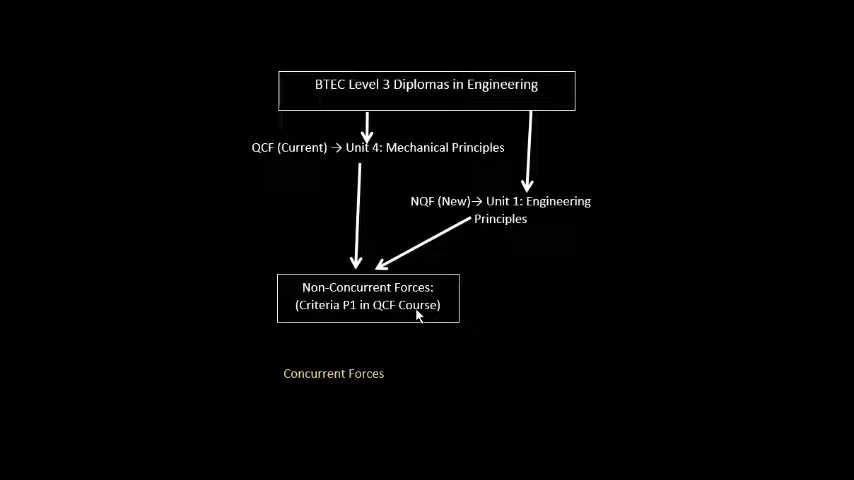 BTEC Level 3 Diplomas in Engineering
QCF (Current) → Unit 4: Mechanical Principles
NQF (New)→ Unit 1: Engineering
Principles
Non-Concurrent Forces:
(Criteria P1 in QCF Course)
Concurrent Forces